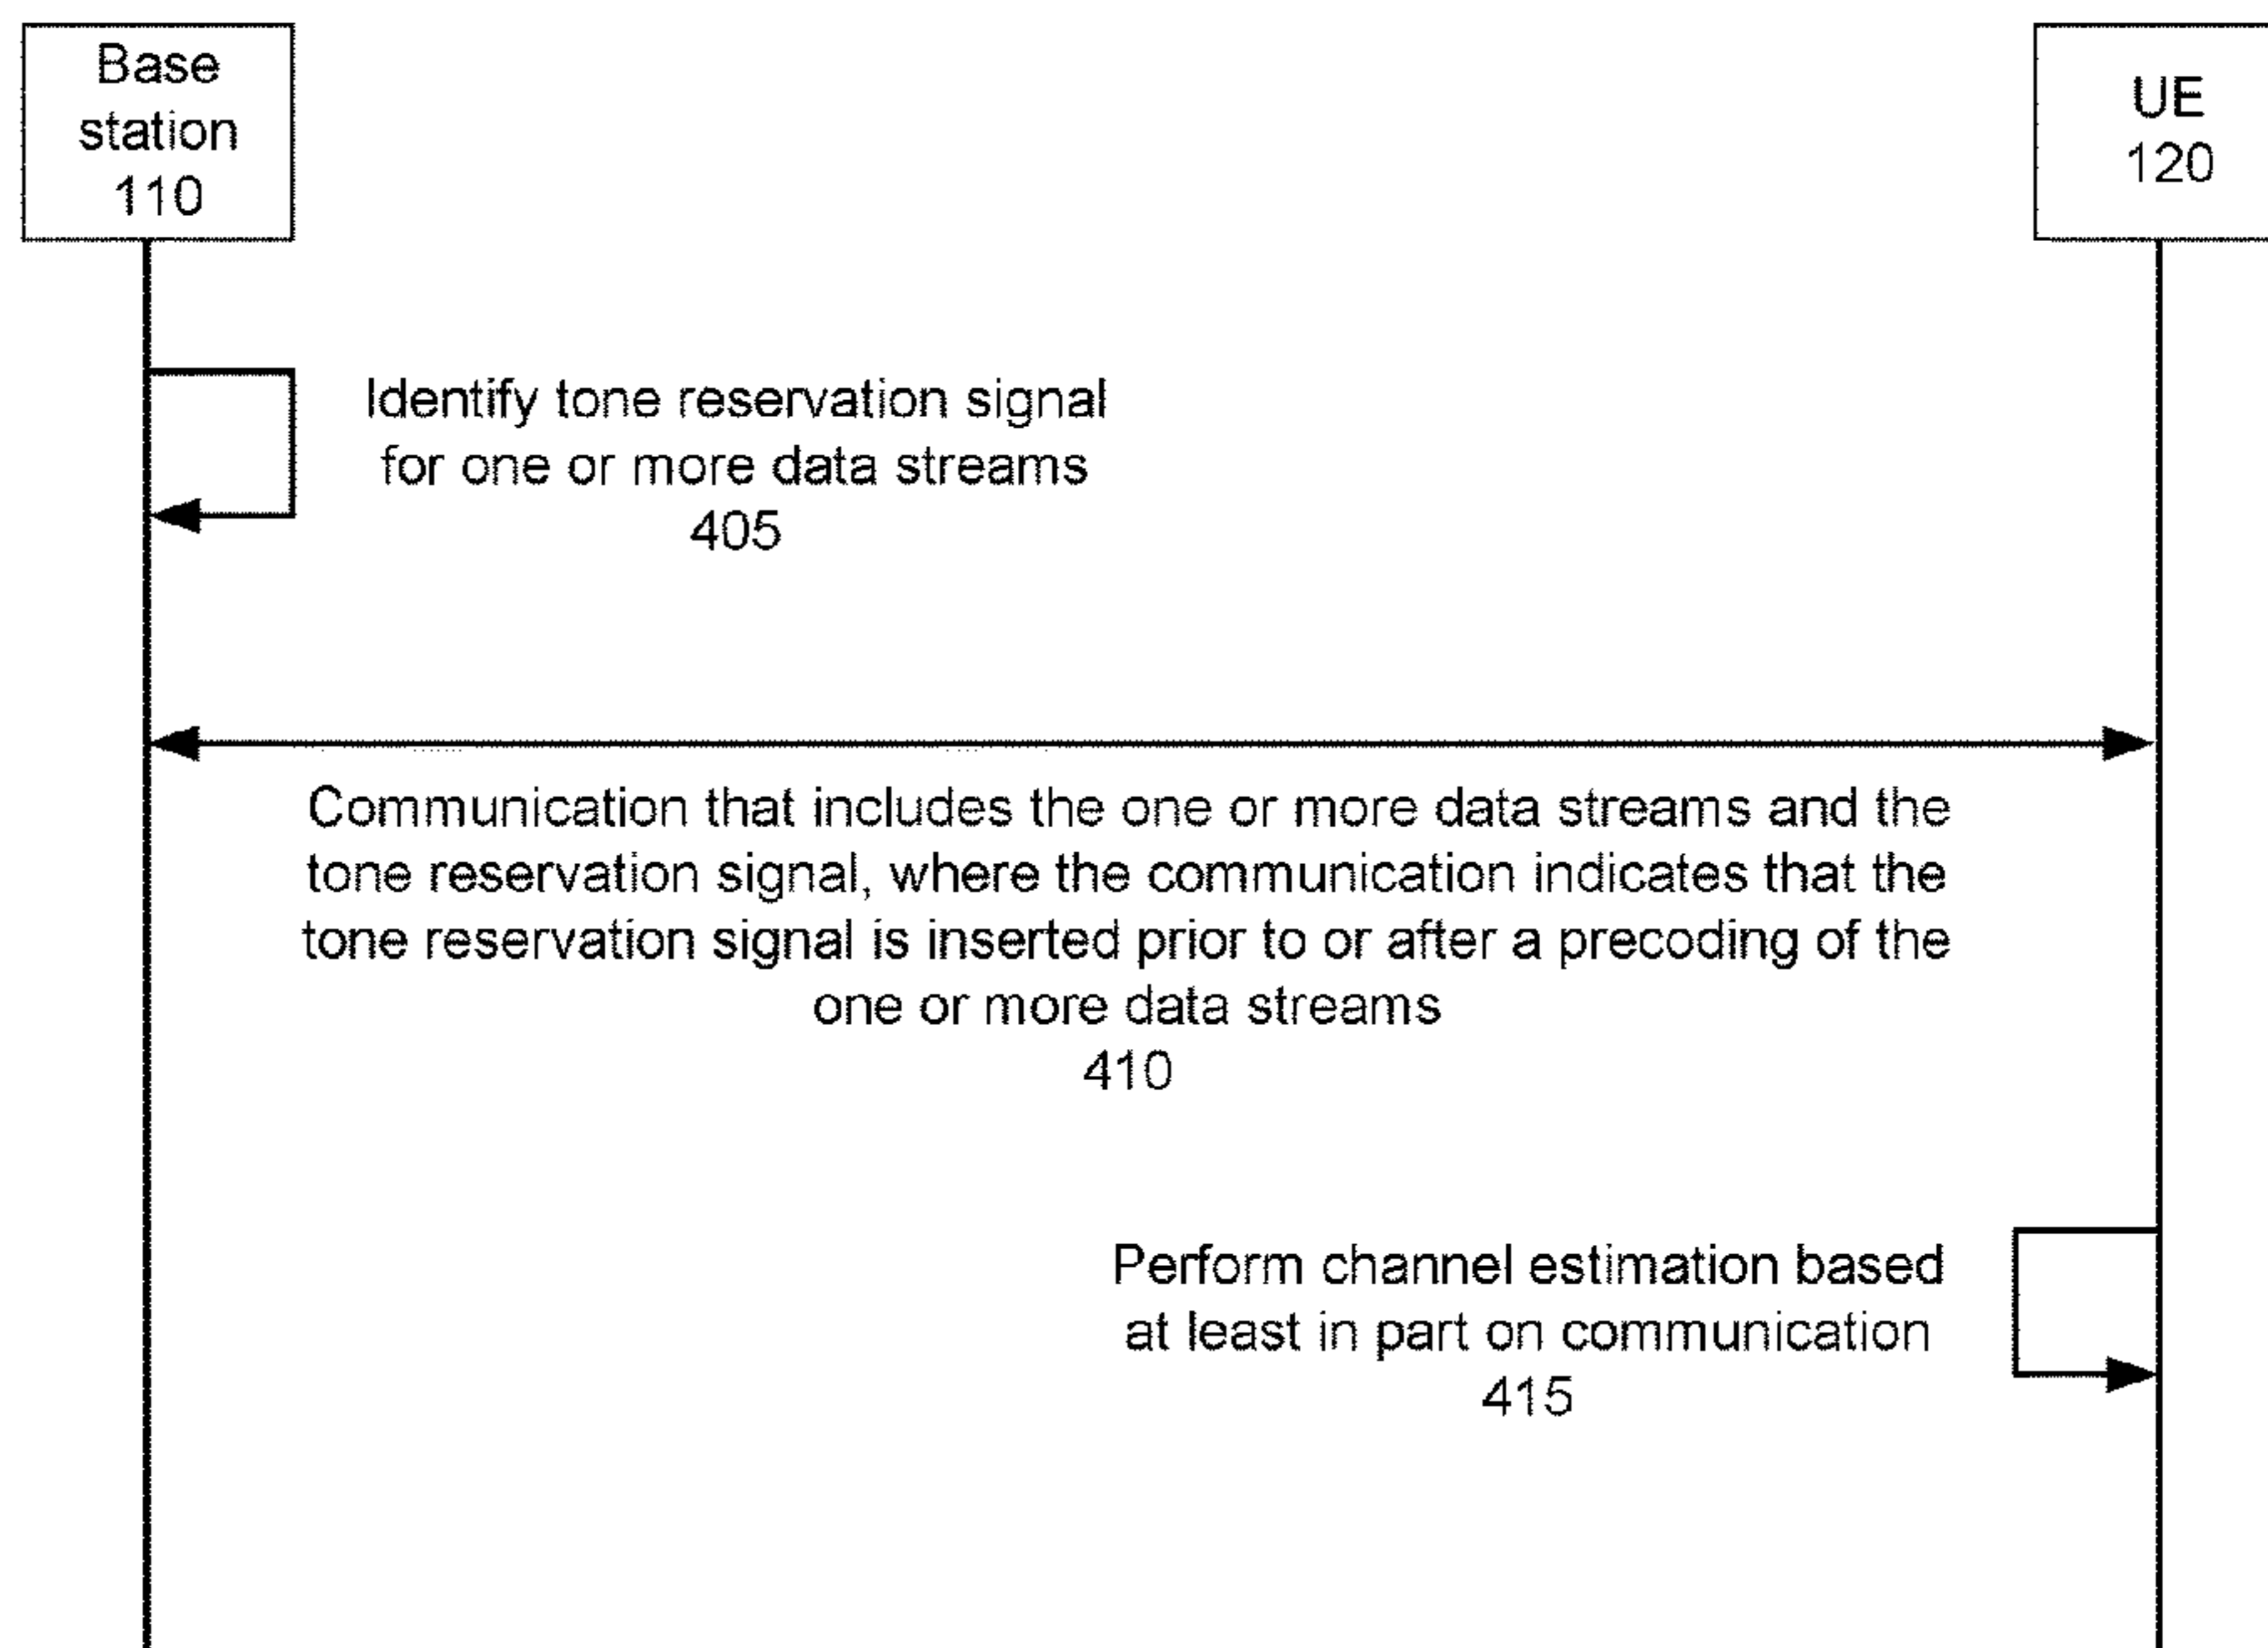 Base
station
110
UE
120
Identify tone reservation signal
for one or more data streams
405
Communication that includes the one or more data streams and the
tone reservation signal, where the communication indicates that the
tone reservation signal is inserted prior to or after a precoding of the
one or more data streams
410
Perform channel estimation based
at least in part on communication
415